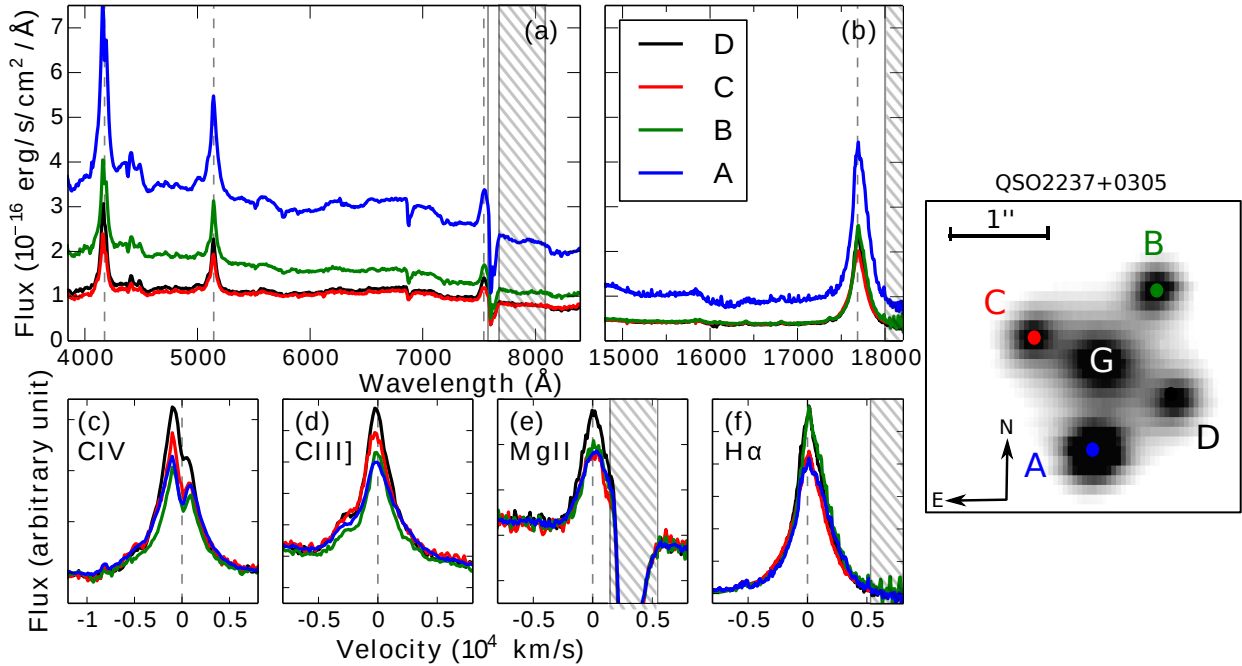 (a)
(b)
7
6
5
4
3
2
1
0
Flux (10⁻¹⁶ erg/s/cm²/Å)
4000 5000 6000 7000 8000
15000 16000 17000 18000
Wavelength (Å)
D
C
B
A
QSO2237+0305
1''
B
C
G
D
A
N
E
(c)
CIV
(d)
CIII]
(e)
MgII
(f)
Hα
Flux (arbitrary unit)
-1 -0.5 0 0.5
-0.5 0 0.5
-0.5 0 0.5
-0.5 0 0.5
Velocity (10⁴ km/s)